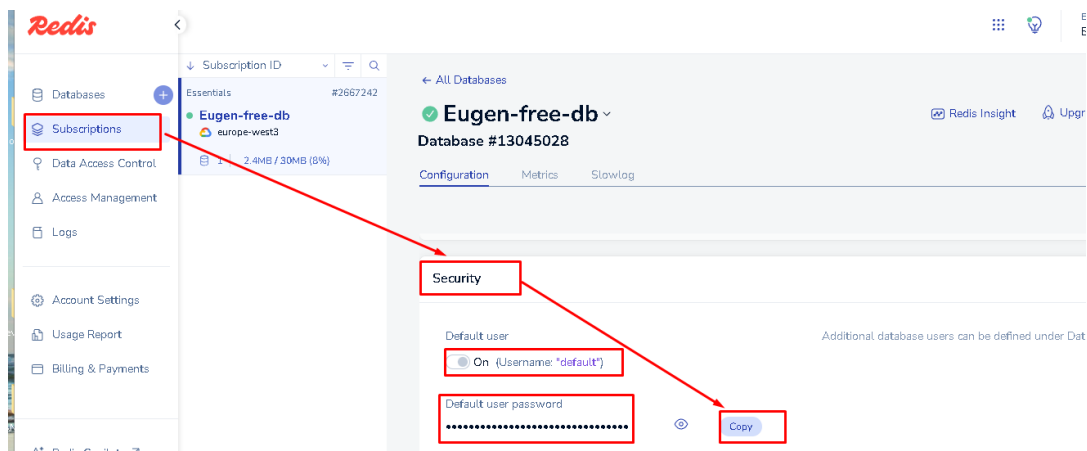 Redis
Databases
Subscriptions
Data Access Control
Access Management
Logs
Account Settings
Usage Report
Billing & Payments
Subscription ID
Essentials #2667242
Eugen-free-db
europe-west3
1 2.4MB / 30MB (8%)
← All Databases
Eugen-free-db
Redis Insight
Database #13045028
Configuration Metrics Slowlog
Security
Default user
Additional database users can be defined under
On (Username: "default")
Default user password
Copy